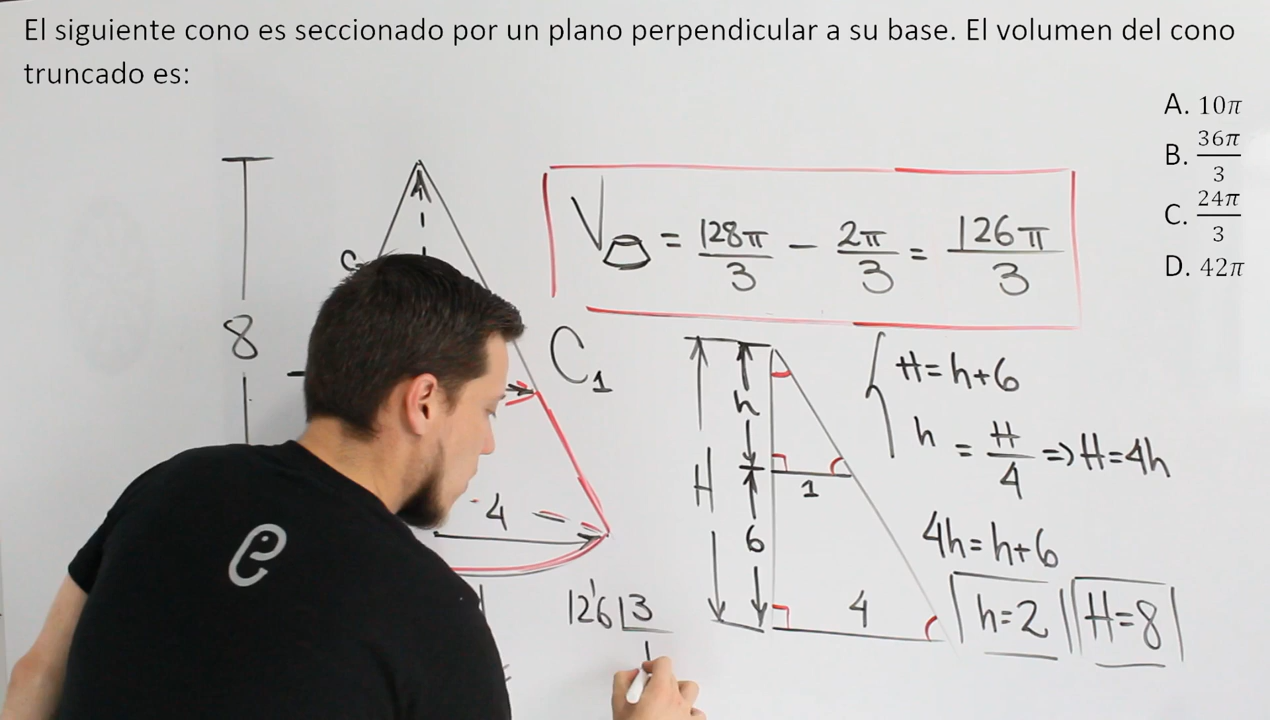 El siguiente cono es seccionado por un plano perpendicular a su base. El volumen del cono
truncado es:
A. 10π
B. 36π/3
C. 24π/3
D. 42π
8
4
C₁
V = 128π/3 − 2π/3 = 126π/3
H
h
6
1
4
H=h+6
h = H/4 => H=4h
4h=h+6
h=2 H=8
126 3
e